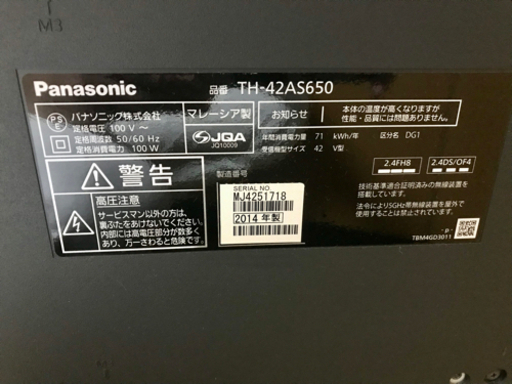 M3
Panasonic
品番 TH-42AS650
PS E
パナソニック株式会社
定格電圧 100 V ～
定格周波数 50/60 Hz
定格消費電力 100 W
マレーシア製
JQA
JQ10009
お知らせ
本体の温度が高くなりますが
性能・品質には問題ありません。
年間消費電力量 71 kWh/年 区分名 DG1
受信機型サイズ 42 V型
警告
高圧注意
サービスマン以外の方は、
裏ぶたをあけないでください。
内部には高電圧部分が数多く
あり、万一さわると危険です。
製造番号
SERIAL NO.
MJ4251718
2014 年製
2.4FH8
2.4DS/OF4
技術基準適合証明済みの無線装置を
搭載しています。
法令により5GHz帯無線装置を屋外で
使用することは禁止されています。
- P -
TBM4GD3011